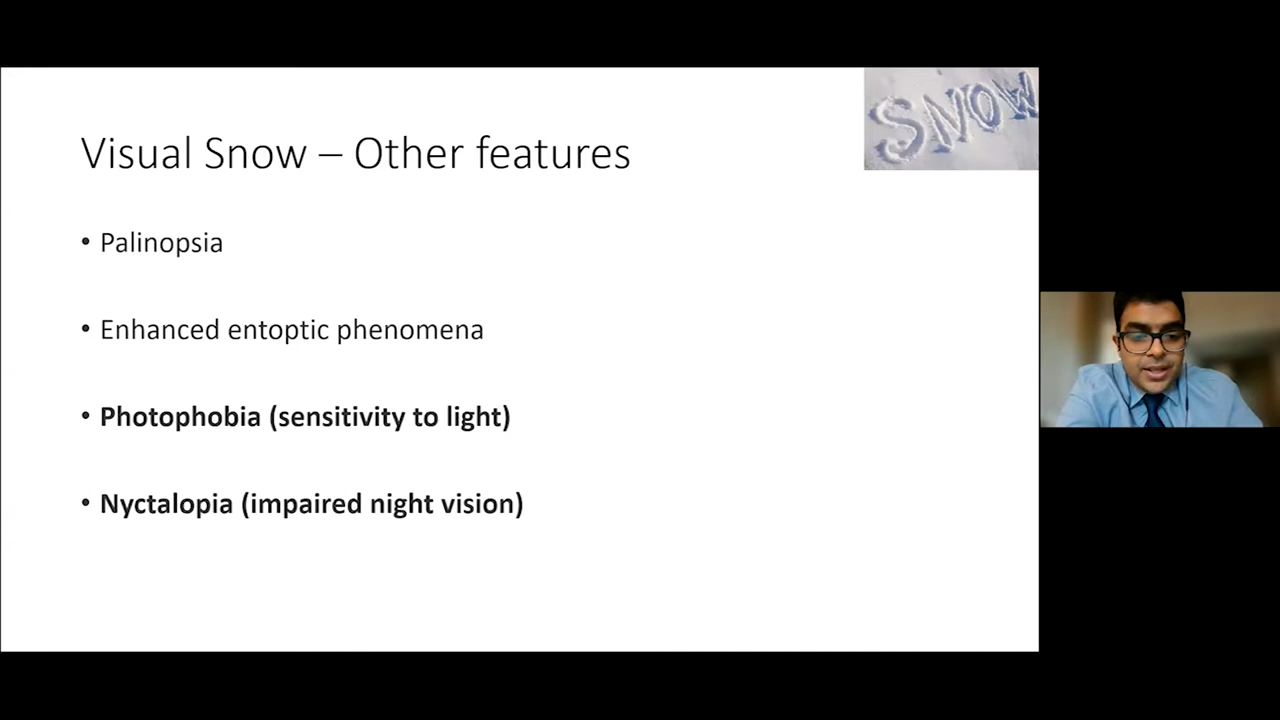 Visual Snow – Other features
SNOW
• Palinopsia
• Enhanced entoptic phenomena
• Photophobia (sensitivity to light)
• Nyctalopia (impaired night vision)